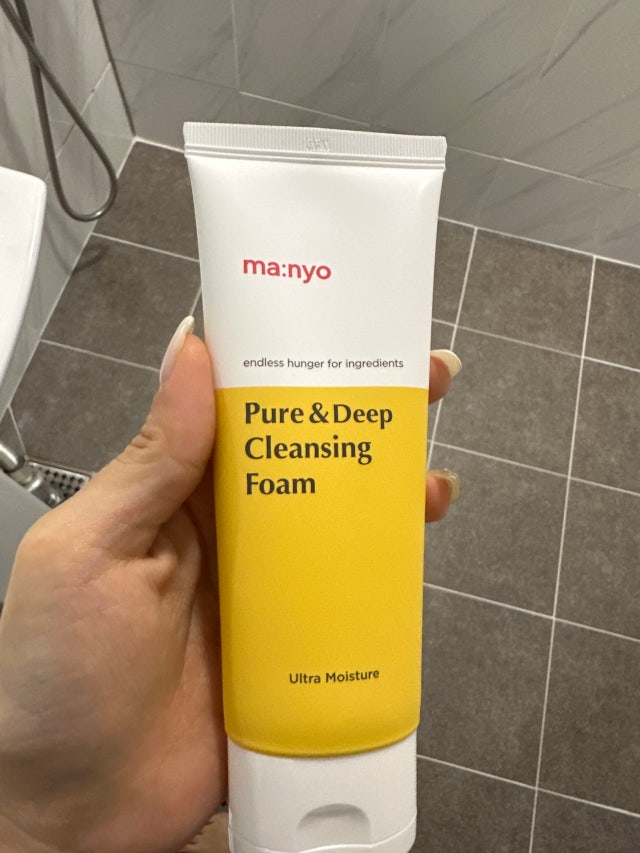 ma:nyo
endless hunger for ingredients
Pure & Deep
Cleansing
Foam
Ultra Moisture